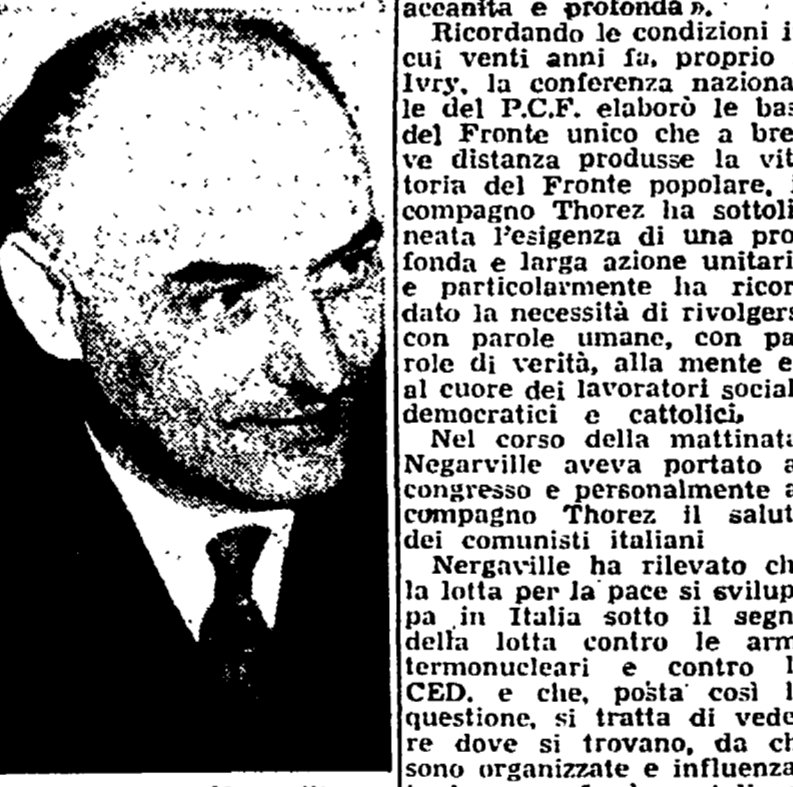 accanita e profonda».
Ricordando le condizioni i
cui venti anni fa, proprio
Ivry, la conferenza naziona
le del P.C.F. elaborò le bas
del Fronte unico che a bre
ve distanza produsse la vit
toria del Fronte popolare, i
compagno Thorez ha sottoli
neata l'esigenza di una pro
fonda e larga azione unitari
e particolarmente ha ricor
dato la necessità di rivolgers
con parole umane, con pa
role di verità, alla mente e
al cuore dei lavoratori social
democratici e cattolici.
Nel corso della mattinata
Negarville aveva portato a
congresso e personalmente a
compagno Thorez il salut
dei comunisti italiani
Nergaville ha rilevato ch
la lotta per la pace si svilup
pa in Italia sotto il segn
della lotta contro le arm
termonucleari e contro l
CED. e che, posta così l
questione, si tratta di vede
re dove si trovano, da ch
sono organizzate e influenza